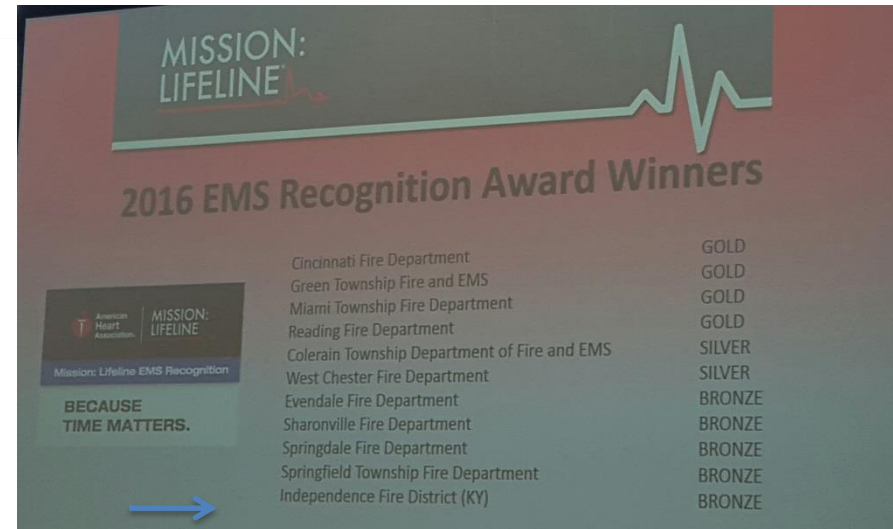 MISSION:
LIFELINE
2016 EMS Recognition Award Winners
Cincinnati Fire Department GOLD
Green Township Fire and EMS GOLD
Miami Township Fire Department GOLD
Reading Fire Department GOLD
Colerain Township Department of Fire and EMS SILVER
West Chester Fire Department SILVER
Evendale Fire Department BRONZE
Sharonville Fire Department BRONZE
Springdale Fire Department BRONZE
Springfield Township Fire Department BRONZE
Independence Fire District (KY) BRONZE
American
Heart
Association.
MISSION:
LIFELINE
Mission: Lifeline EMS Recognition
BECAUSE
TIME MATTERS.